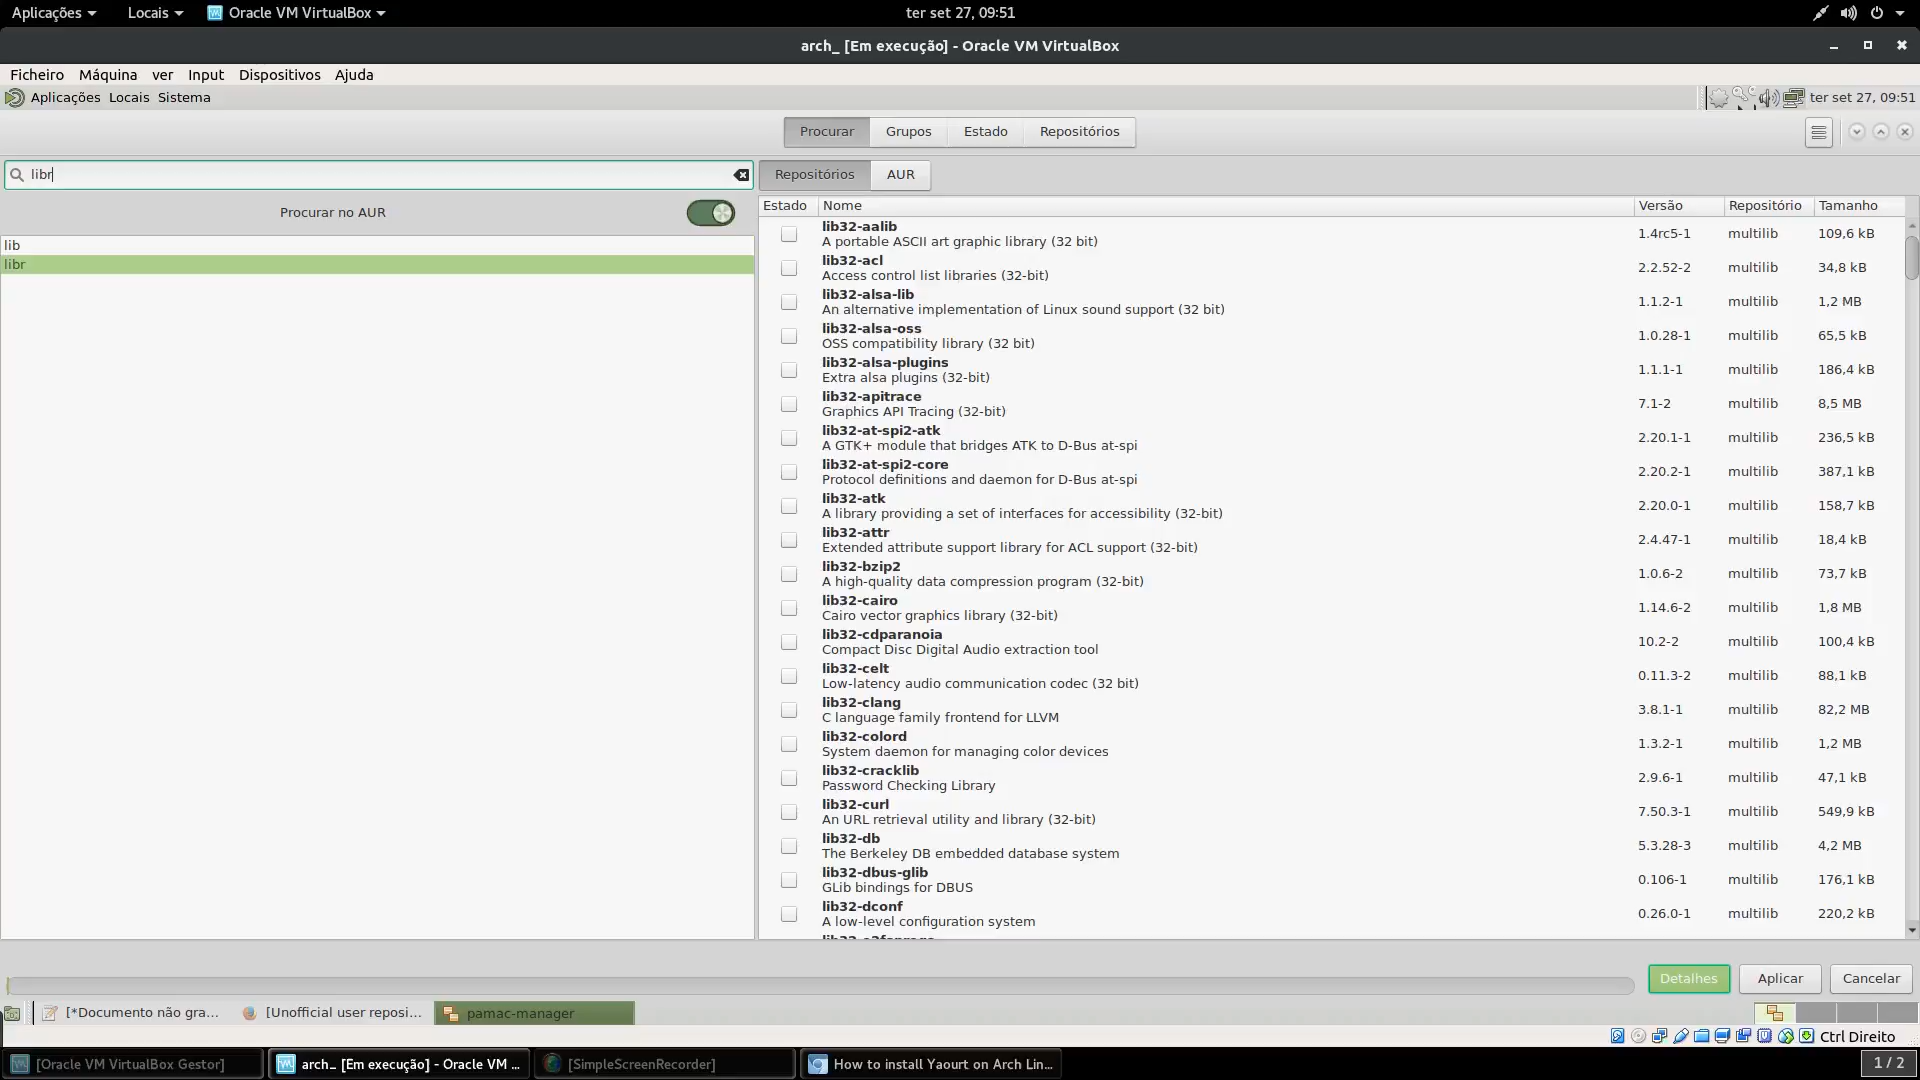 Aplicações Locais Oracle VM VirtualBox ter set 27, 09:51
arch_ [Em execução] - Oracle VM VirtualBox
Ficheiro Máquina ver Input Dispositivos Ajuda
Aplicações Locais Sistema ter set 27, 09:51
Procurar Grupos Estado Repositórios
libr Repositórios AUR
Procurar no AUR
lib
libr
Estado Nome Versão Repositório Tamanho
lib32-aalib
A portable ASCII art graphic library (32 bit) 1.4rc5-1 multilib 109,6 kB
lib32-acl
Access control list libraries (32-bit) 2.2.52-2 multilib 34,8 kB
lib32-alsa-lib
An alternative implementation of Linux sound support (32 bit) 1.1.2-1 multilib 1,2 MB
lib32-alsa-oss
OSS compatibility library (32 bit) 1.0.28-1 multilib 65,5 kB
lib32-alsa-plugins
Extra alsa plugins (32-bit) 1.1.1-1 multilib 186,4 kB
lib32-apitrace
Graphics API Tracing (32-bit) 7.1-2 multilib 8,5 MB
lib32-at-spi2-atk
A GTK+ module that bridges ATK to D-Bus at-spi 2.20.1-1 multilib 236,5 kB
lib32-at-spi2-core
Protocol definitions and daemon for D-Bus at-spi 2.20.2-1 multilib 387,1 kB
lib32-atk
A library providing a set of interfaces for accessibility (32-bit) 2.20.0-1 multilib 158,7 kB
lib32-attr
Extended attribute support library for ACL support (32-bit) 2.4.47-1 multilib 18,4 kB
lib32-bzip2
A high-quality data compression program (32-bit) 1.0.6-2 multilib 73,7 kB
lib32-cairo
Cairo vector graphics library (32-bit) 1.14.6-2 multilib 1,8 MB
lib32-cdparanoia
Compact Disc Digital Audio extraction tool 10.2-2 multilib 100,4 kB
lib32-celt
Low-latency audio communication codec (32 bit) 0.11.3-2 multilib 88,1 kB
lib32-clang
C language family frontend for LLVM 3.8.1-1 multilib 82,2 MB
lib32-colord
System daemon for managing color devices 1.3.2-1 multilib 1,2 MB
lib32-cracklib
Password Checking Library 2.9.6-1 multilib 47,1 kB
lib32-curl
An URL retrieval utility and library (32-bit) 7.50.3-1 multilib 549,9 kB
lib32-db
The Berkeley DB embedded database system 5.3.28-3 multilib 4,2 MB
lib32-dbus-glib
GLib bindings for DBUS 0.106-1 multilib 176,1 kB
lib32-dconf
A low-level configuration system 0.26.0-1 multilib 220,2 kB
Detalhes Aplicar Cancelar
[*Documento não gra... [Unofficial user reposi... pamac-manager
Ctrl Direito
[Oracle VM VirtualBox Gestor] arch_ [Em execução] - Oracle VM ... [SimpleScreenRecorder] How to install Yaourt on Arch Lin... 1 / 2